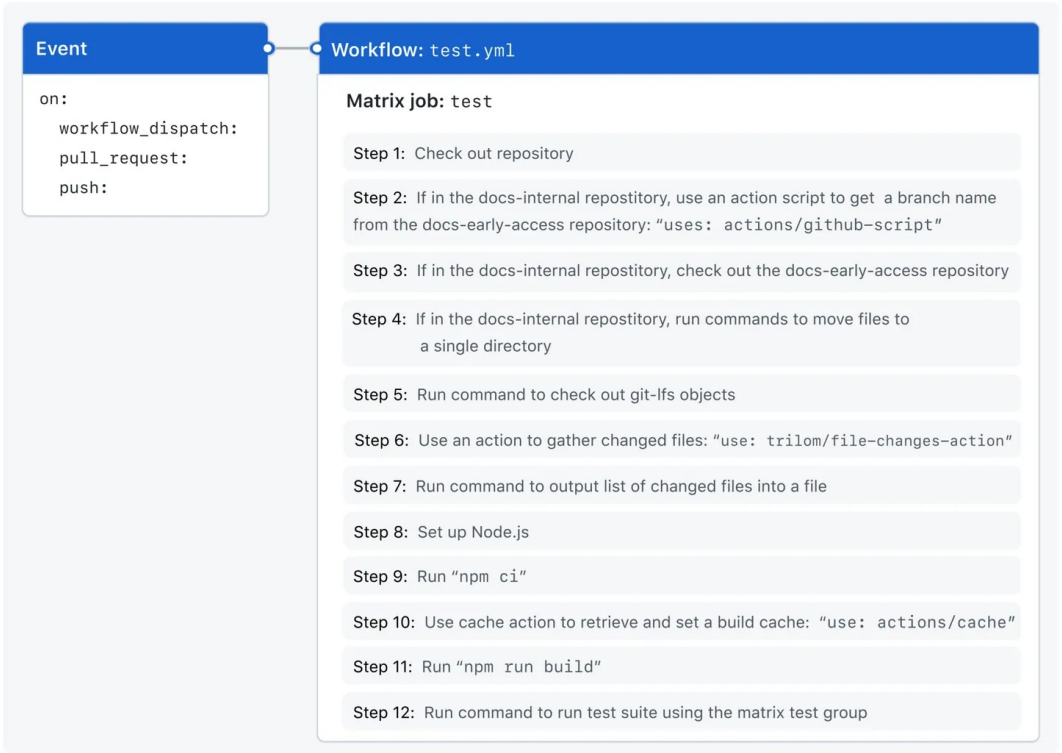 Event
on:
workflow_dispatch:
pull_request:
push:
Workflow: test.yml
Matrix job: test
Step 1: Check out repository
Step 2: If in the docs-internal repostitory, use an action script to get a branch name
from the docs-early-access repository: “uses: actions/github-script”
Step 3: If in the docs-internal repostitory, check out the docs-early-access repository
Step 4: If in the docs-internal repostitory, run commands to move files to
a single directory
Step 5: Run command to check out git-lfs objects
Step 6: Use an action to gather changed files: “use: trilom/file-changes-action”
Step 7: Run command to output list of changed files into a file
Step 8: Set up Node.js
Step 9: Run “npm ci”
Step 10: Use cache action to retrieve and set a build cache: “use: actions/cache”
Step 11: Run “npm run build”
Step 12: Run command to run test suite using the matrix test group